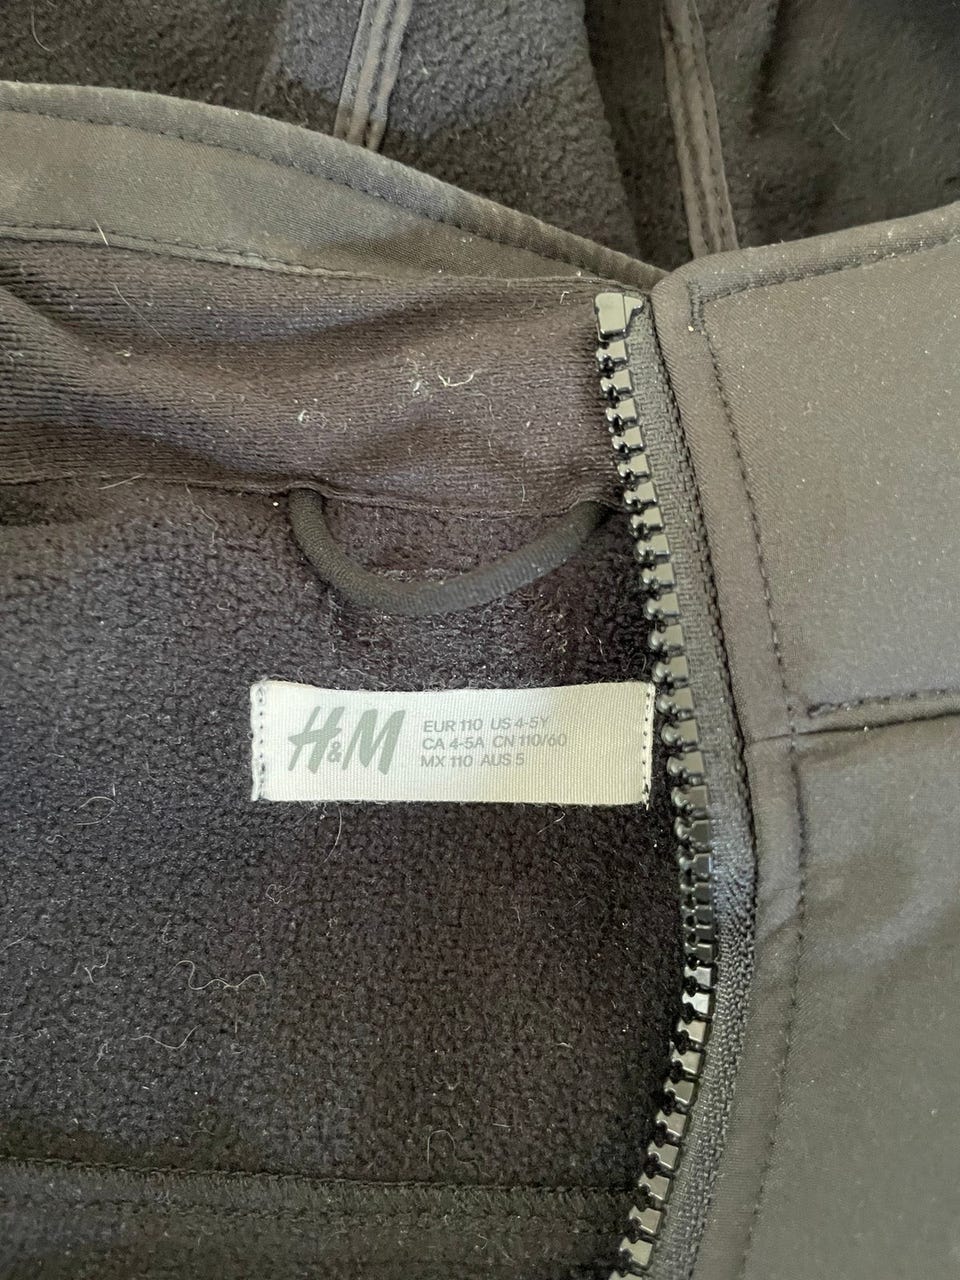 H&M
EUR 110 US 4-5Y
CA 4-5A CN 110/60
MX 110 AUS 5